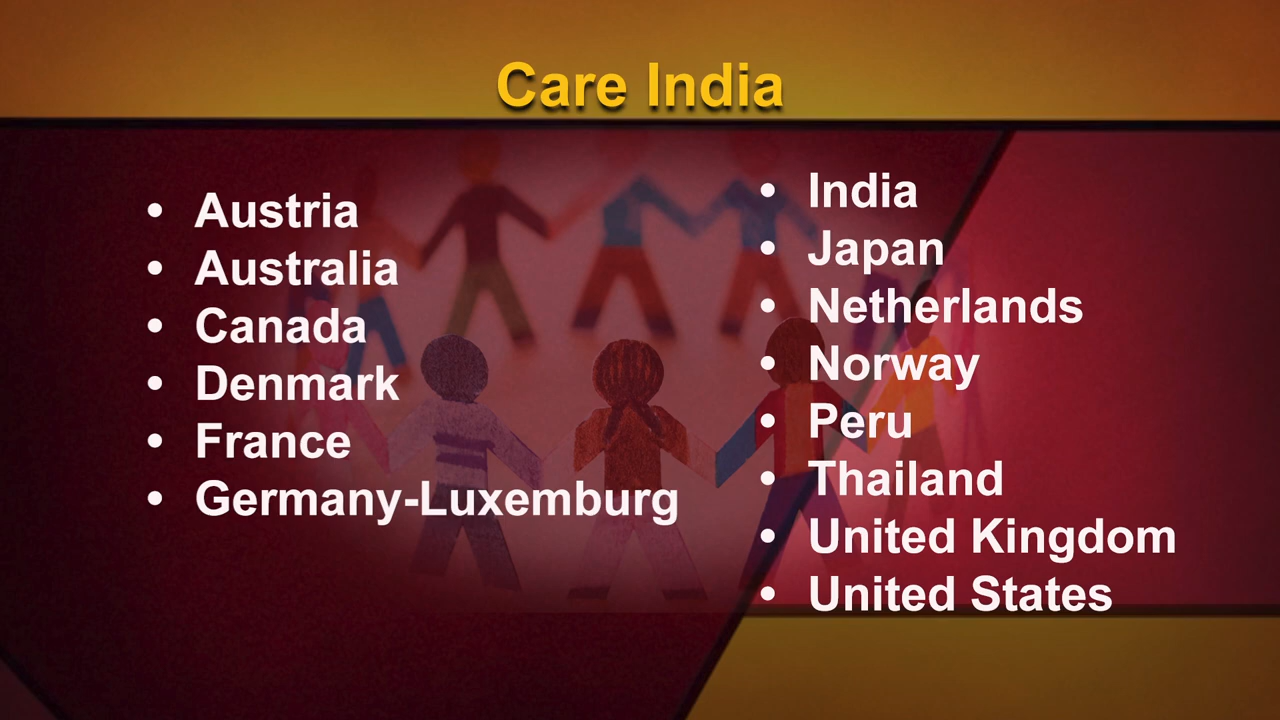 Care India
• Austria
• Australia
• Canada
• Denmark
• France
• Germany-Luxemburg
• India
• Japan
• Netherlands
• Norway
• Peru
• Thailand
• United Kingdom
• United States